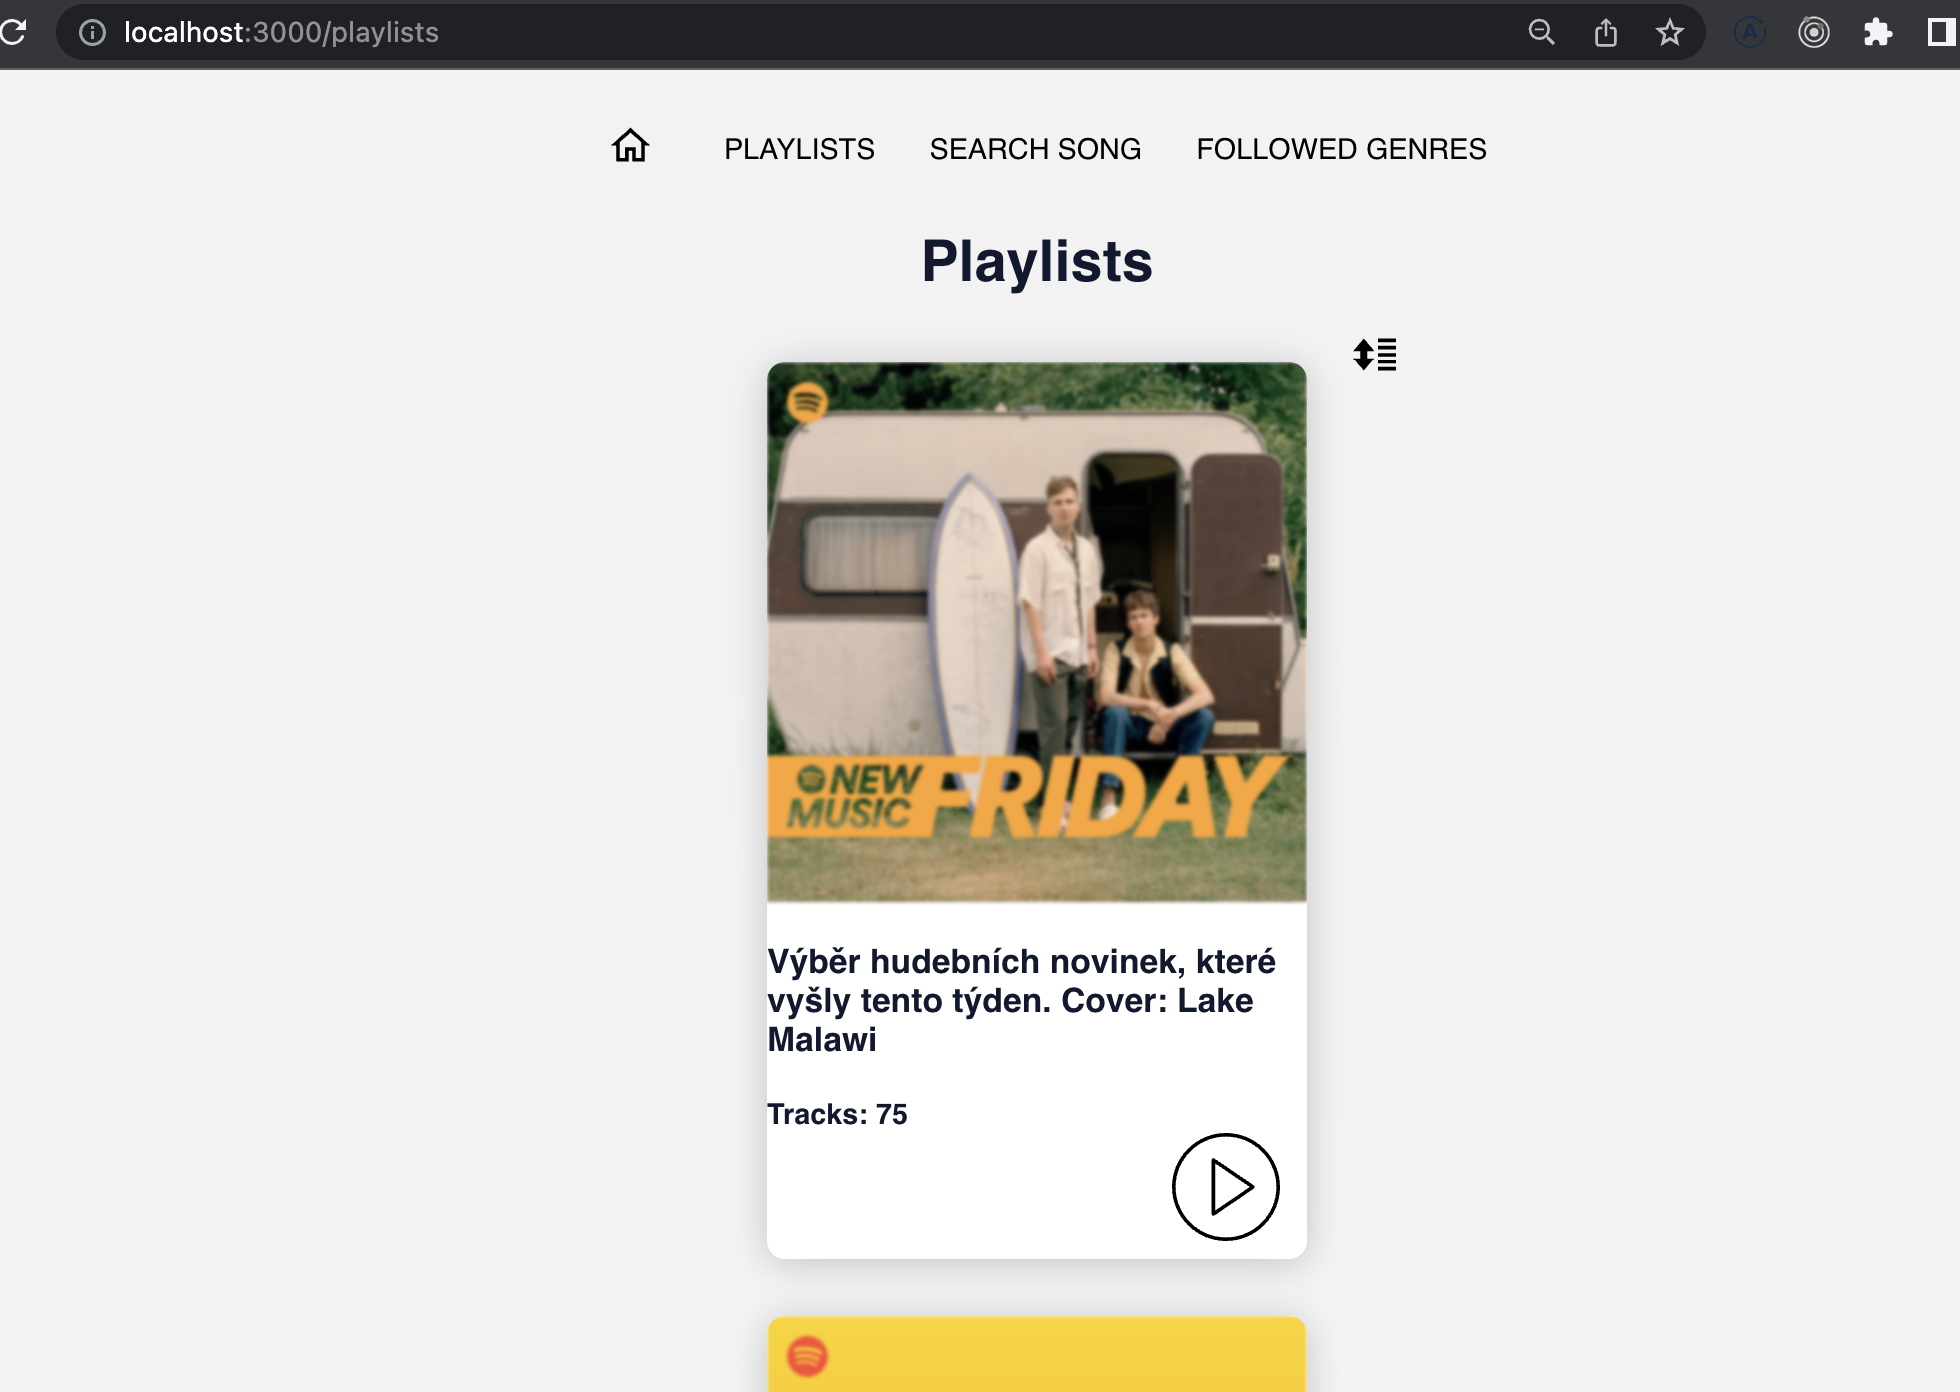 localhost:3000/playlists
PLAYLISTS SEARCH SONG FOLLOWED GENRES
Playlists
NEW MUSIC FRIDAY
Výběr hudebních novinek, které
vyšly tento týden. Cover: Lake
Malawi
Tracks: 75